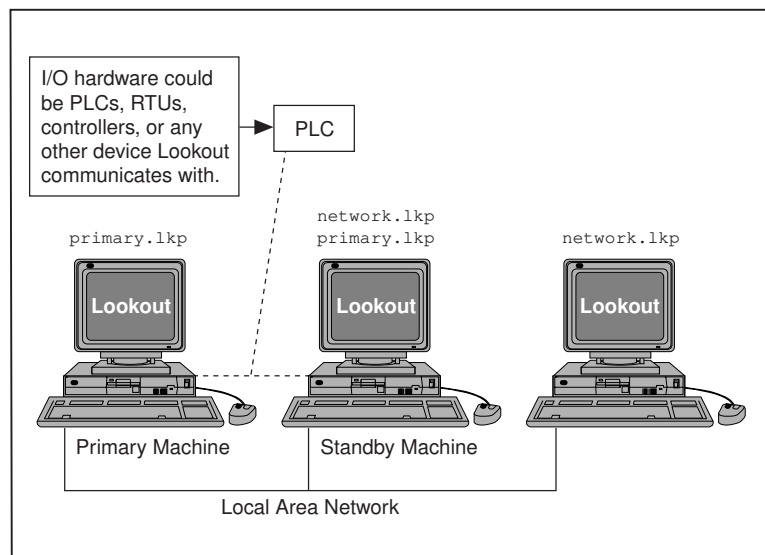 I/O hardware could
be PLCs, RTUs,
controllers, or any
other device Lookout
communicates with.
PLC
network.lkp
primary.lkp
primary.lkp
network.lkp
Lookout
Lookout
Lookout
Primary Machine
Standby Machine
Local Area Network